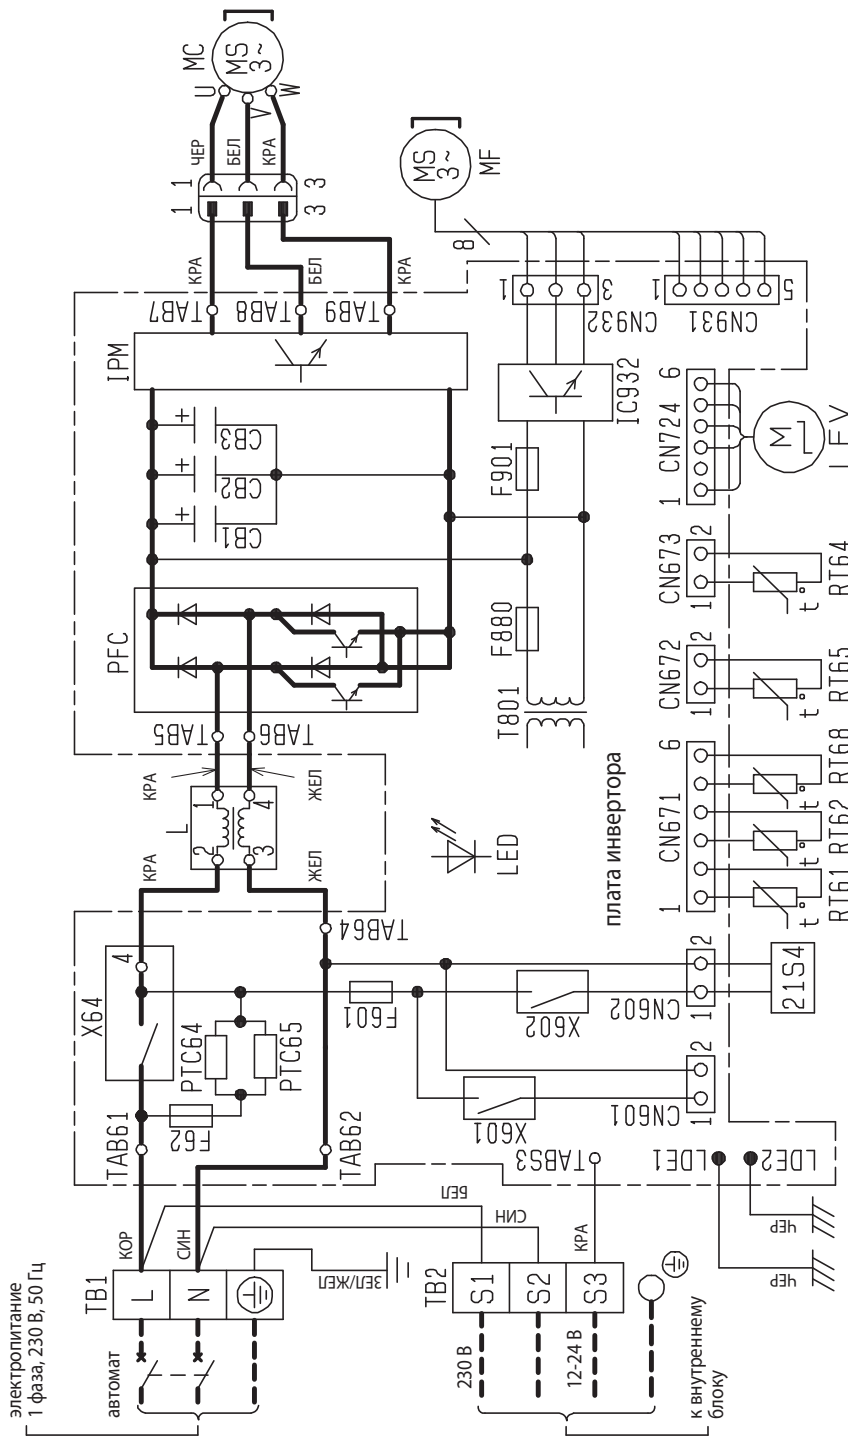 электропитание
1 фаза, 230 В, 50 Гц
автомат
TB1
L
N
КОР
СИН
ЗЕЛ/ЖЕЛ
БЕЛ
СИН
КРА
TB2
S1
S2
S3
230 В
12-24 В
к внутреннему
блоку
TAB61
TAB62
TABS3
LDE1
LDE2
ЧЕР
ЧЕР
F62
X64
4
PTC64
PTC65
F601
TAB64
X601
X602
CN601
1
2
CN602
1
2
21S4
КРА
ЖЕЛ
L
2
1
3
4
КРА
ЖЕЛ
LED
плата инвертора
TAB5
TAB6
PFC
CB1
CB2
CB3
+
+
+
IPM
TAB7
TAB8
TAB9
КРА
БЕЛ
КРА
1
1
3
3
ЧЕР
БЕЛ
КРА
U
V
W
MC
MS
3~
MS
3~
MF
8
T801
F880
F901
IC932
1
3
CN932
1
5
CN931
CN671
1
6
CN672
1
2
CN673
1
2
CN724
1
6
RT61
t°
RT62
t°
RT68
t°
RT65
t°
RT64
t°
M
LEV